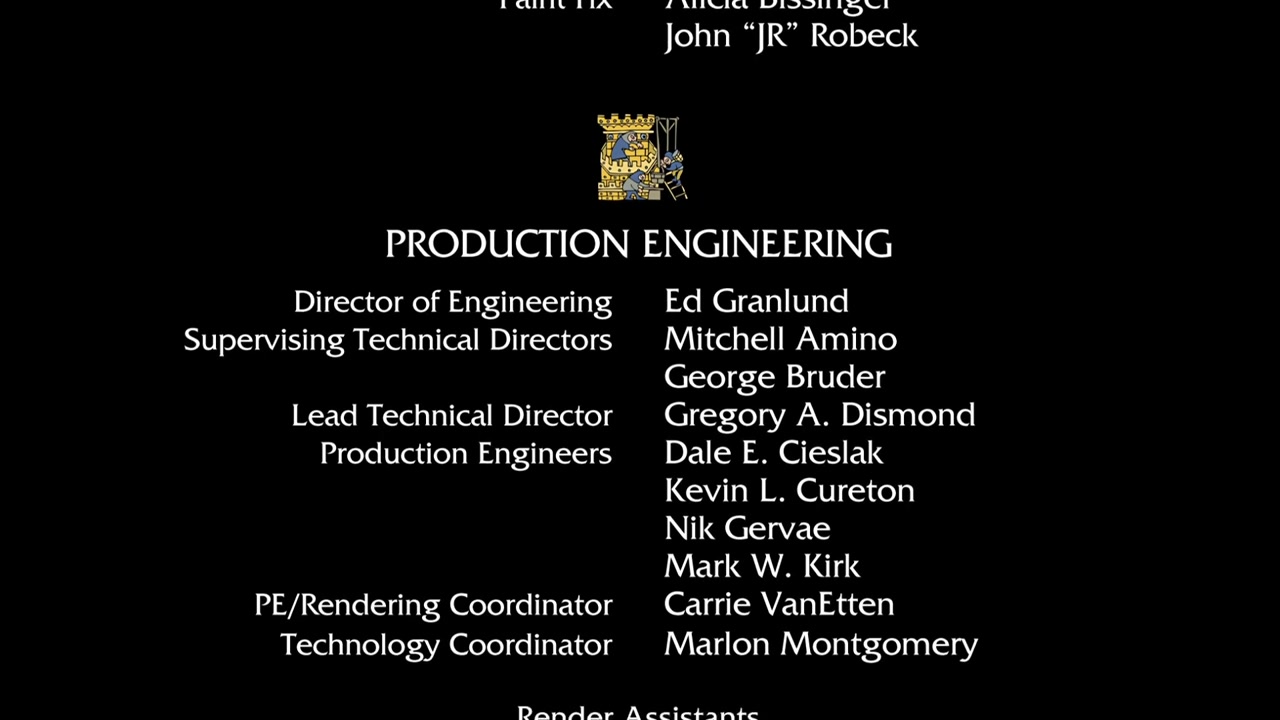 Paint Fix Alicia Bissinger
John “JR” Robeck
PRODUCTION ENGINEERING
Director of Engineering Ed Granlund
Supervising Technical Directors Mitchell Amino
George Bruder
Lead Technical Director Gregory A. Dismond
Production Engineers Dale E. Cieslak
Kevin L. Cureton
Nik Gervae
Mark W. Kirk
PE/Rendering Coordinator Carrie VanEtten
Technology Coordinator Marlon Montgomery
Render Assistants